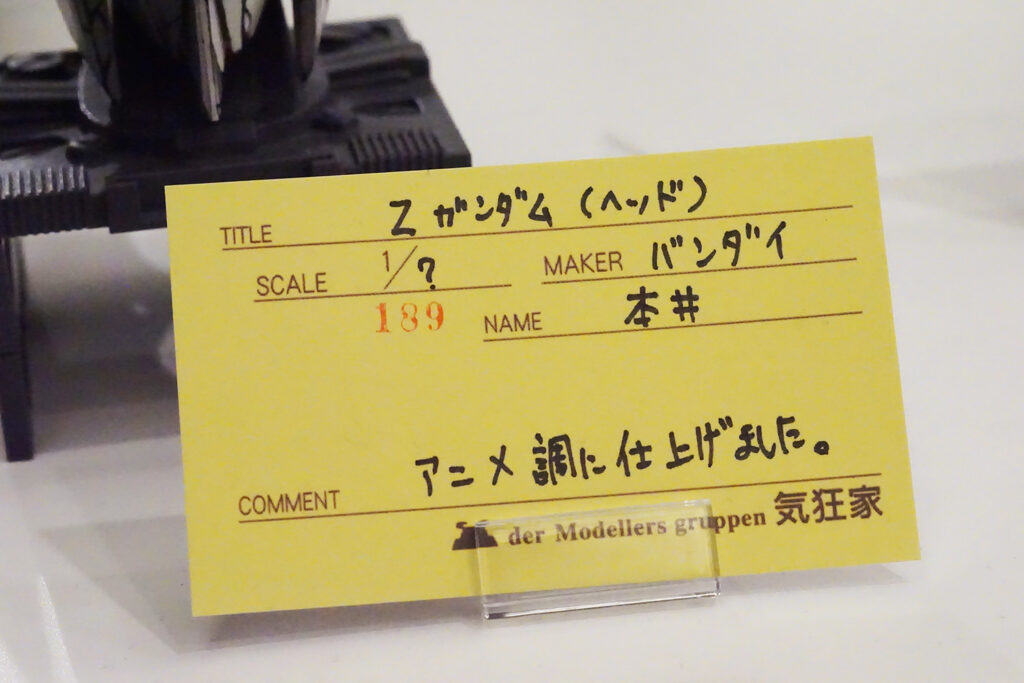 TITLE Z ガンダム (ヘッド)
SCALE 1/? MAKER バンダイ
189 NAME 本井
COMMENT アニメ調に仕上げました。
der Modellers gruppen 気狂家